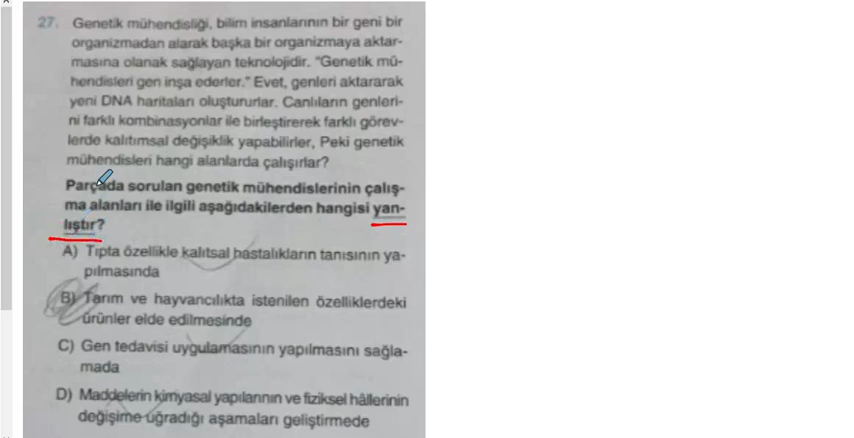 27. Genetik mühendisliği, bilim insanlarının bir geni bir
organizmadan alarak başka bir organizmaya aktar-
masına olanak sağlayan teknolojidir. "Genetik mü-
hendisleri gen inşa ederler." Evet, genleri aktararak
yeni DNA haritaları oluştururlar. Canlıların genleri-
ni farklı kombinasyonlar ile birleştirerek farklı görev-
lerde kalıtımsal değişiklik yapabilirler, Peki genetik
mühendisleri hangi alanlarda çalışırlar?
Parçada sorulan genetik mühendislerinin çalış-
ma alanları ile ilgili aşağıdakilerden hangisi yan-
lıştır?
A) Tıpta özellikle kalıtsal hastalıkların tanısının ya-
pılmasında
B) Tarım ve hayvancılıkta istenilen özelliklerdeki
ürünler elde edilmesinde
C) Gen tedavisi uygulamasının yapılmasını sağla-
mada
D) Maddelerin kimyasal yapılarının ve fiziksel hâllerinin
değişime uğradığı aşamaları geliştirmede